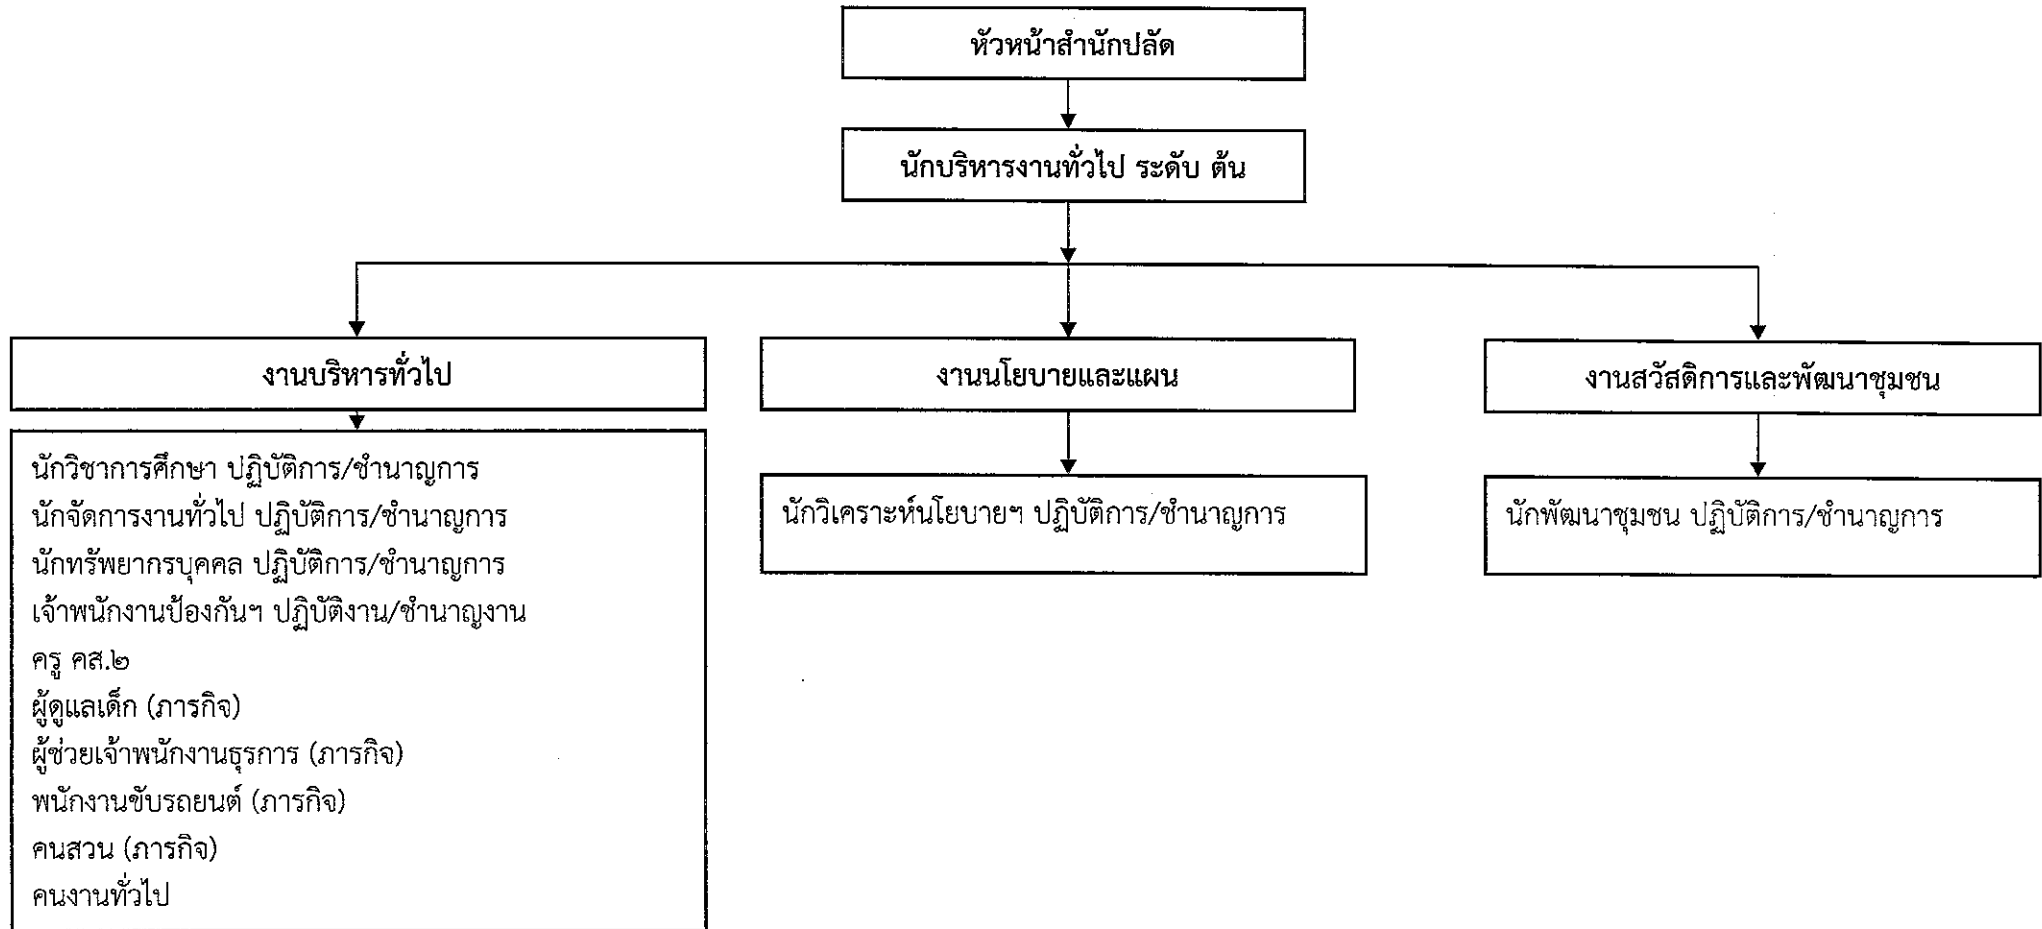 หัวหน้าสำนักปลัด
นักบริหารงานทั่วไป ระดับ ต้น
งานบริหารทั่วไป
นักวิชาการศึกษา ปฏิบัติการ/ชำนาญการ
นักจัดการงานทั่วไป ปฏิบัติการ/ชำนาญการ
นักทรัพยากรบุคคล ปฏิบัติการ/ชำนาญการ
เจ้าพนักงานป้องกันฯ ปฏิบัติงาน/ชำนาญงาน
ครู คส.๒
ผู้ดูแลเด็ก (ภารกิจ)
ผู้ช่วยเจ้าพนักงานธุรการ (ภารกิจ)
พนักงานขับรถยนต์ (ภารกิจ)
คนสวน (ภารกิจ)
คนงานทั่วไป
งานนโยบายและแผน
นักวิเคราะห์นโยบายฯ ปฏิบัติการ/ชำนาญการ
งานสวัสดิการและพัฒนาชุมชน
นักพัฒนาชุมชน ปฏิบัติการ/ชำนาญการ